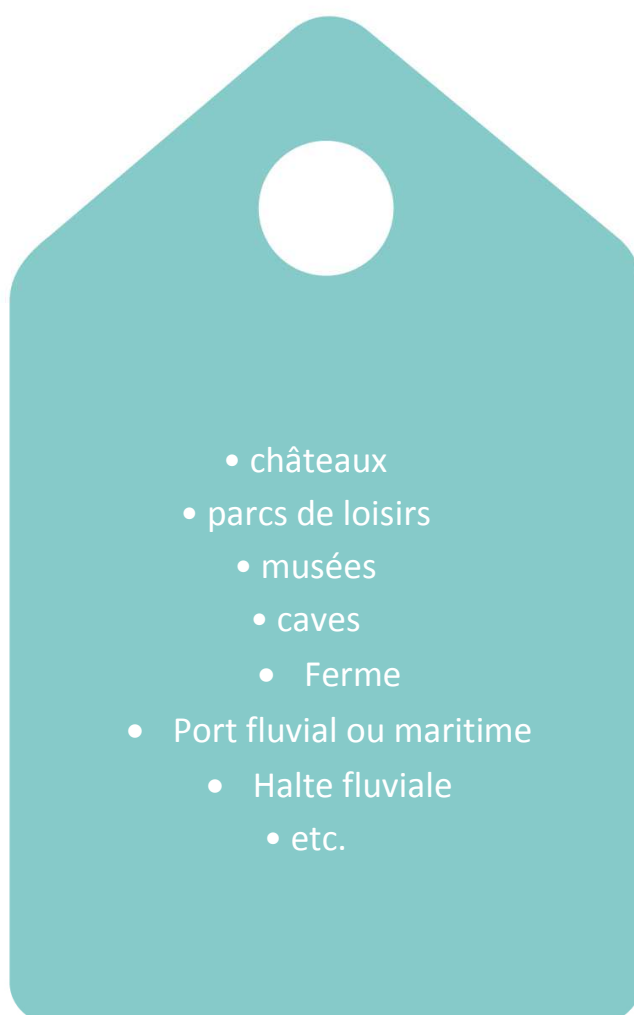 • châteaux
• parcs de loisirs
• musées
• caves
• Ferme
• Port fluvial ou maritime
• Halte fluviale
• etc.